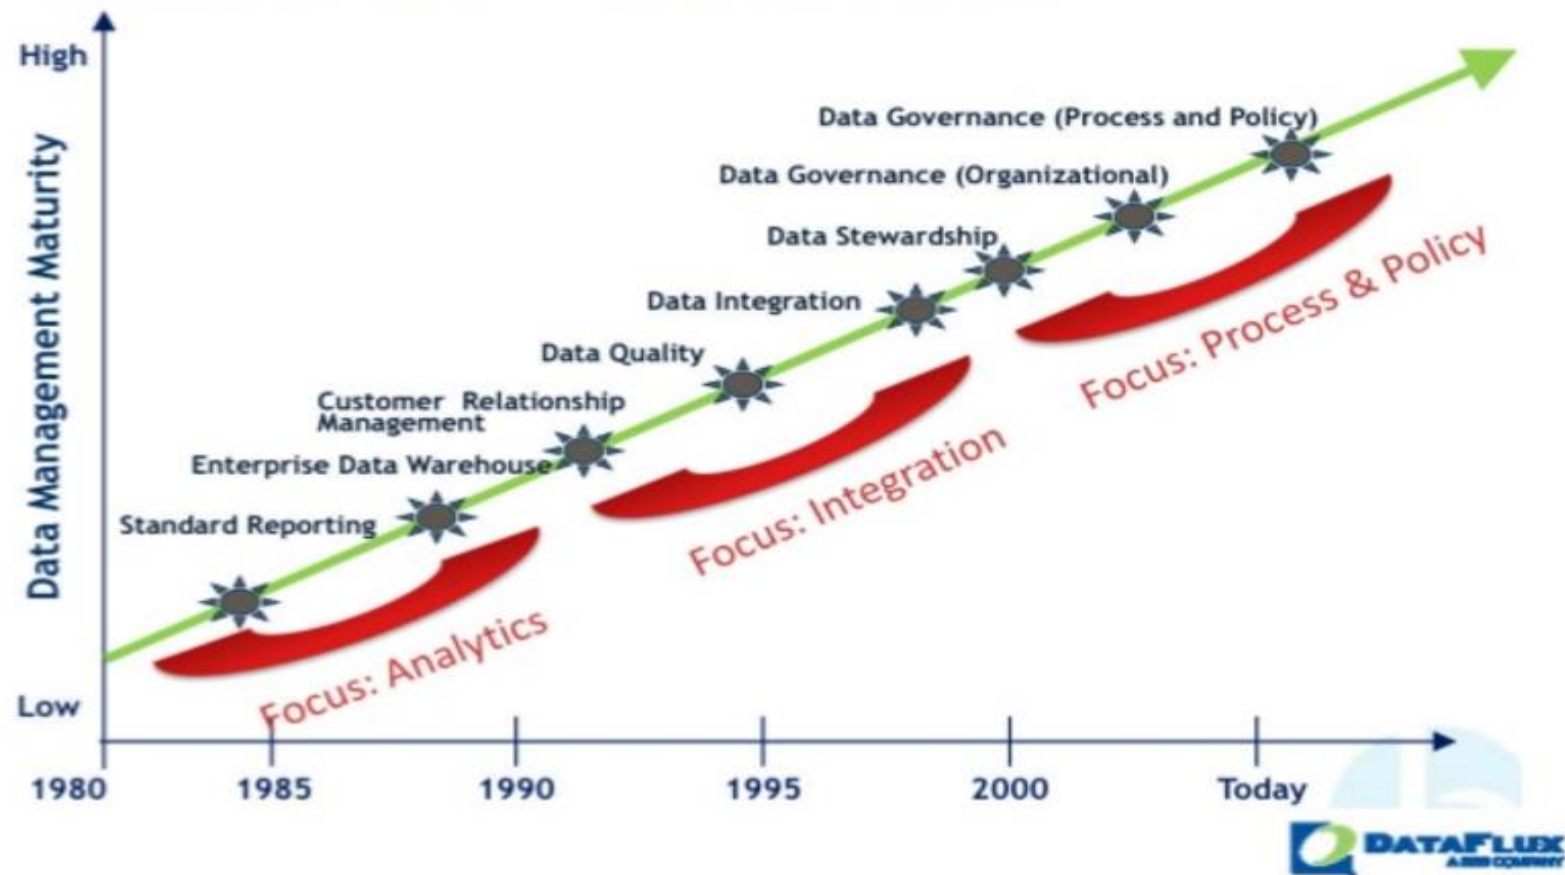 High
Data Governance (Process and Policy)
Data Governance (Organizational)
Data Stewardship
Data Integration
Data Quality
Customer Relationship
Management
Enterprise Data Warehouse
Standard Reporting
Data Management Maturity
Focus: Process & Policy
Focus: Integration
Focus: Analytics
Low
1980
1985
1990
1995
2000
Today
DATAFLUX
A SAS COMPANY